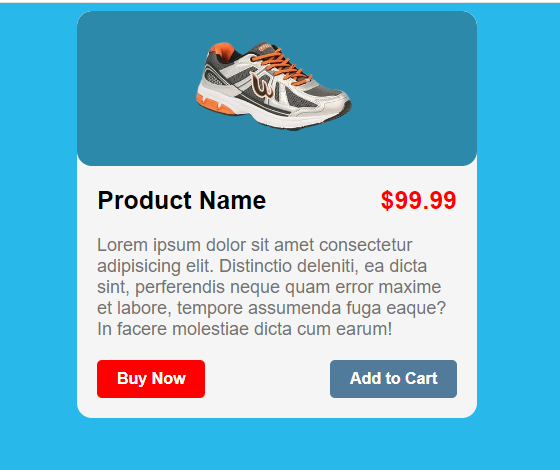 Product Name
$99.99
Lorem ipsum dolor sit amet consectetur
adipisicing elit. Distinctio deleniti, ea dicta
sint, perferendis neque quam error maxime
et labore, tempore assumenda fuga eaque?
In facere molestiae dicta cum earum!
Buy Now
Add to Cart